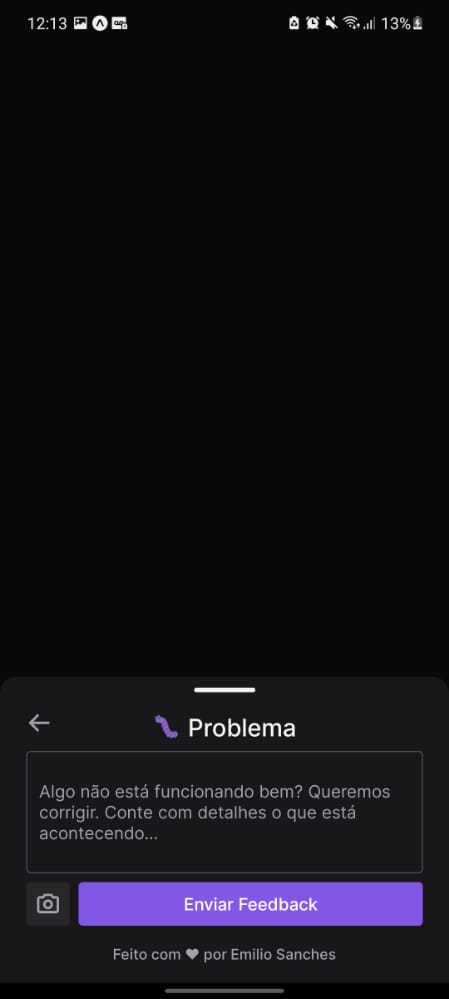 12:13 13%
Problema
Algo não está funcionando bem? Queremos
corrigir. Conte com detalhes o que está
acontecendo...
Enviar Feedback
Feito com ❤ por Emilio Sanches